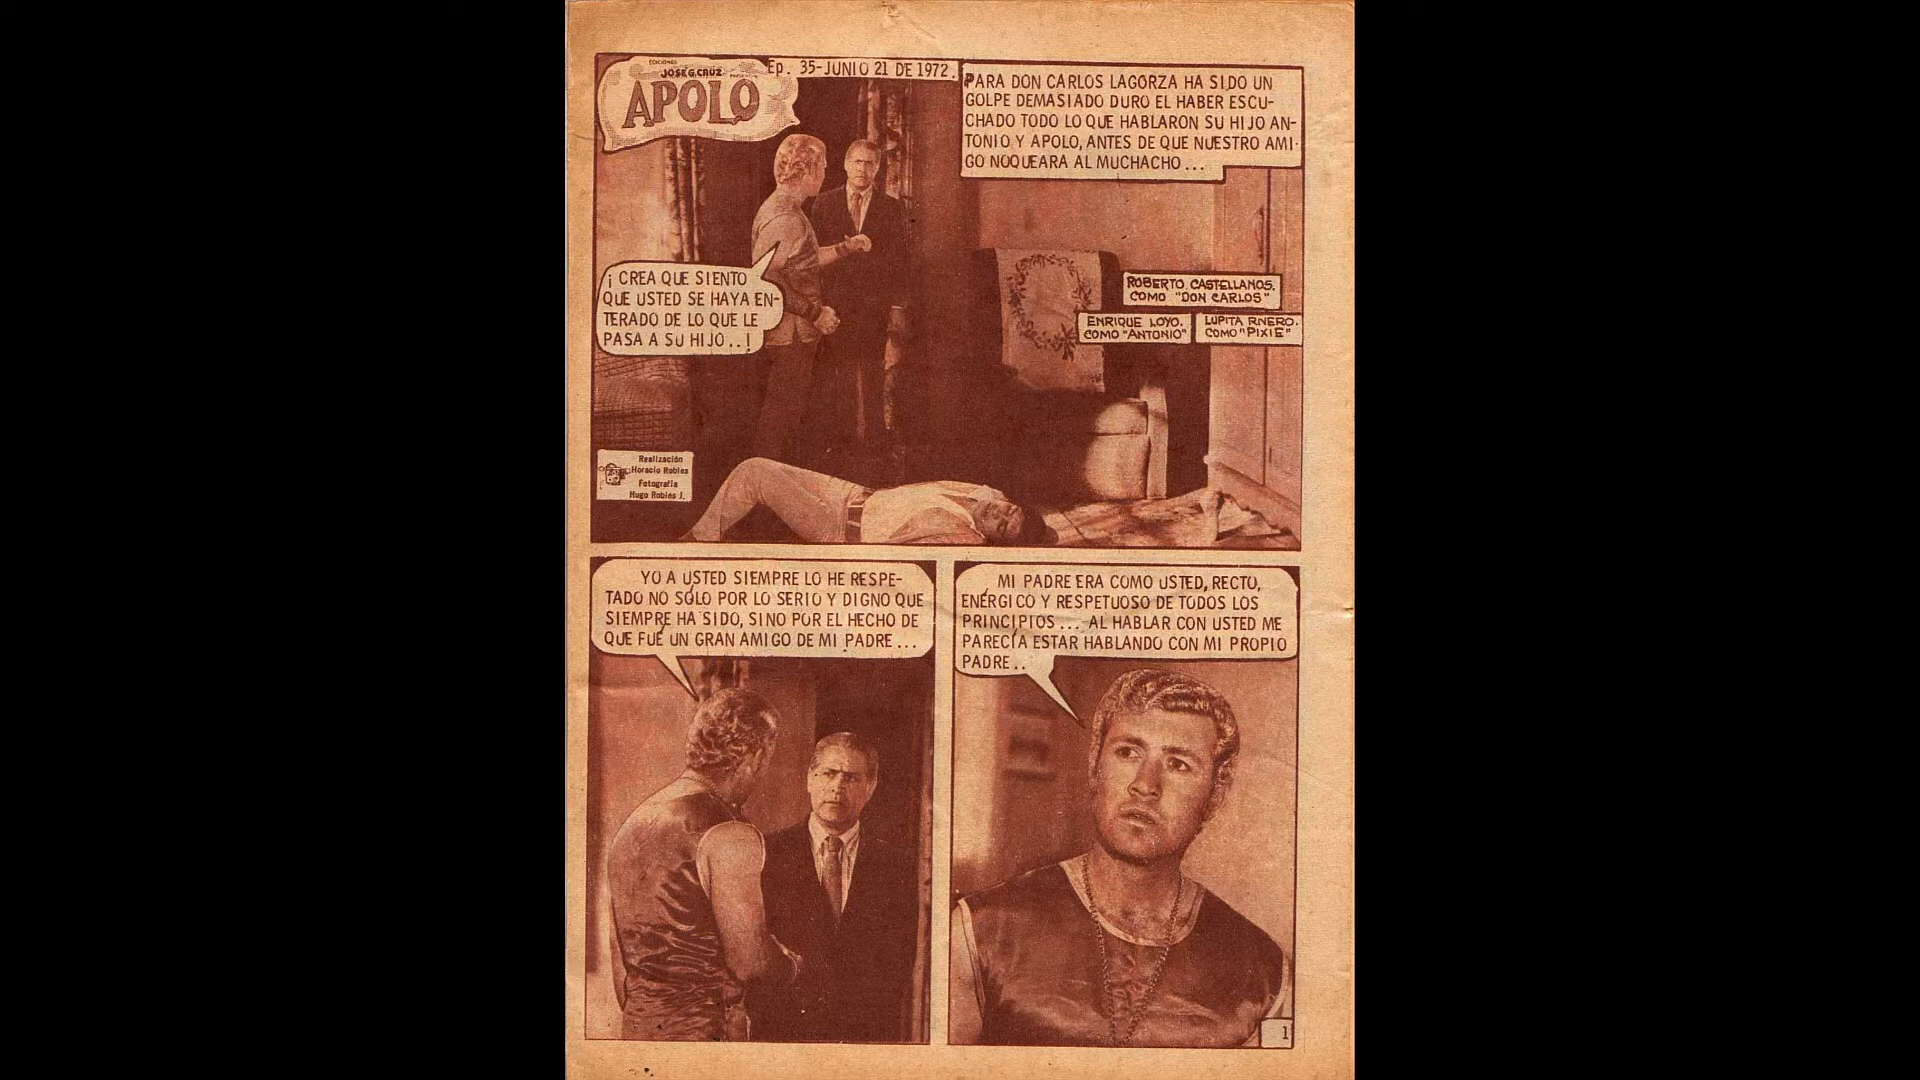 EDICIONES
JOSÉ G. CRUZ
APOLO
Ep. 35-JUNIO 21 DE 1972.
PARA DON CARLOS LAGORZA HA SIDO UN
GOLPE DEMASIADO DURO EL HABER ESCU-
CHADO TODO LO QUE HABLARON SU HIJO AN-
TONIO Y APOLO, ANTES DE QUE NUESTRO AMI-
GO NOQUEARA AL MUCHACHO...
¡CREA QUE SIENTO
QUE USTED SE HAYA EN-
TERADO DE LO QUE LE
PASA A SU HIJO..!
ROBERTO CASTELLANOS.
COMO "DON CARLOS"
ENRIQUE LOYO.
COMO "ANTONIO"
LUPITA
COMO "PIXIE"
Realización
Horacio Robles
Fotografía
Hugo Robles J.
YO A USTED SIEMPRE LO HE RESPE-
TADO NO SÓLO POR LO SERIO Y DIGNO QUE
SIEMPRE HA SIDO, SINO POR EL HECHO DE
QUE FUÉ UN GRAN AMIGO DE MI PADRE...
MI PADRE ERA COMO USTED, RECTO,
ENÉRGICO Y RESPETUOSO DE TODOS LOS
PRINCIPIOS... AL HABLAR CON USTED ME
PARECÍA ESTAR HABLANDO CON MI PROPIO
PADRE..
1